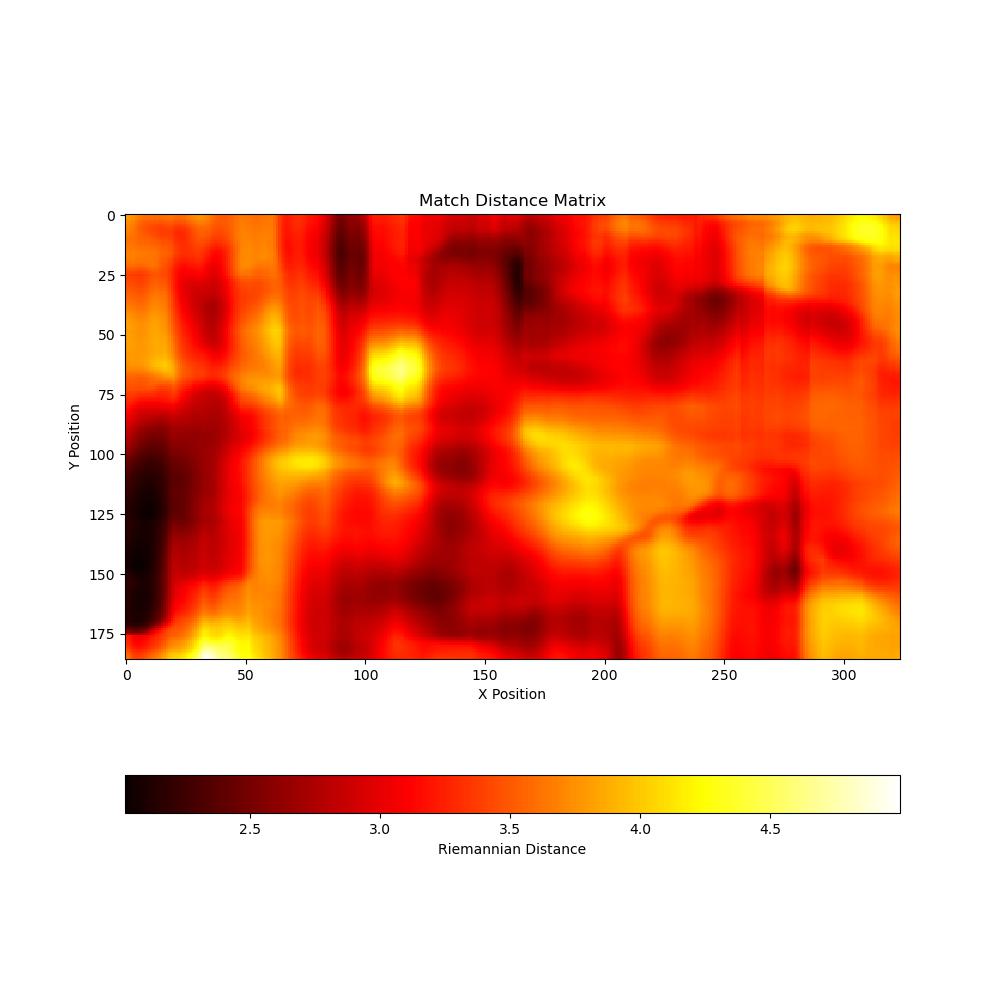 Match Distance Matrix
0
25
50
75
100
125
150
175
Y Position
0 50 100 150 200 250 300
X Position
2.5 3.0 3.5 4.0 4.5
Riemannian Distance